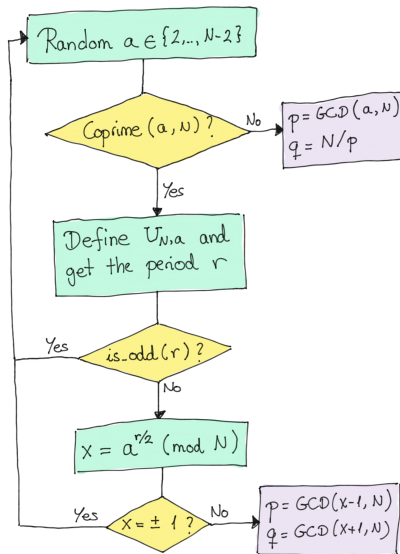 Random a ∈ {2,.., N-2}
Coprime (a, N) ?
No
p = GCD (a, N)
q = N/p
Yes
Define U_{N,a} and
get the period r
is_odd (r) ?
Yes
No
x = a^{r/2} (mod N)
x = ± 1 ?
Yes
No
p = GCD (x-1, N)
q = GCD (x+1, N)